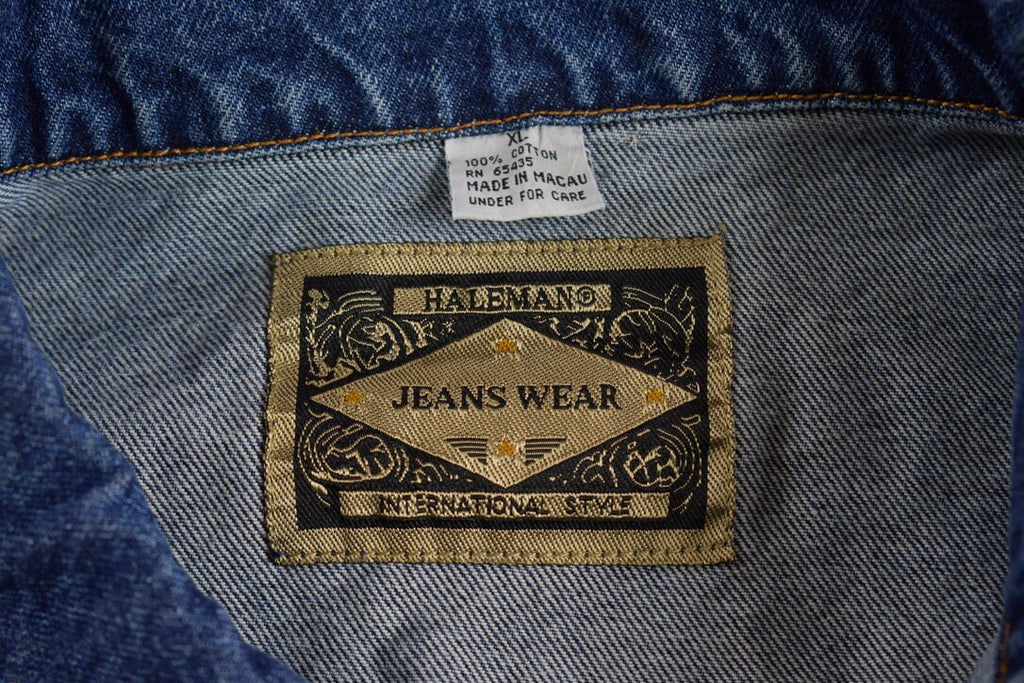 XL
100% COTTON
RN 65435
MADE IN MACAU
UNDER FOR CARE
HALEMAN®
JEANS WEAR
INTERNATIONAL STYLE